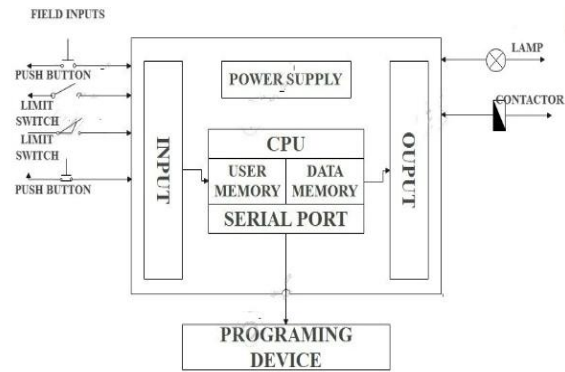 FIELD INPUTS
PUSH BUTTON
LIMIT
SWITCH
LIMIT
SWITCH
PUSH BUTTON
INPUT
POWER SUPPLY
CPU
USER
MEMORY
DATA
MEMORY
SERIAL PORT
OUPUT
LAMP
CONTACTOR
PROGRAMING
DEVICE